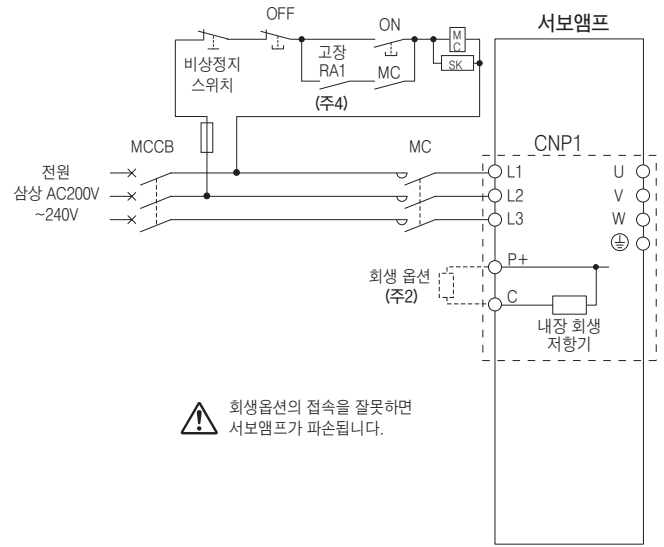 OFF
ON
서보앰프
비상정지
스위치
고장
RA1
(주4)
MC
M
C
SK
MCCB
MC
CNP1
전원
삼상 AC200V
~240V
L1
L2
L3
U
V
W
P+
C
회생 옵션
(주2)
내장 회생
저항기
회생옵션의 접속을 잘못하면
서보앰프가 파손됩니다.